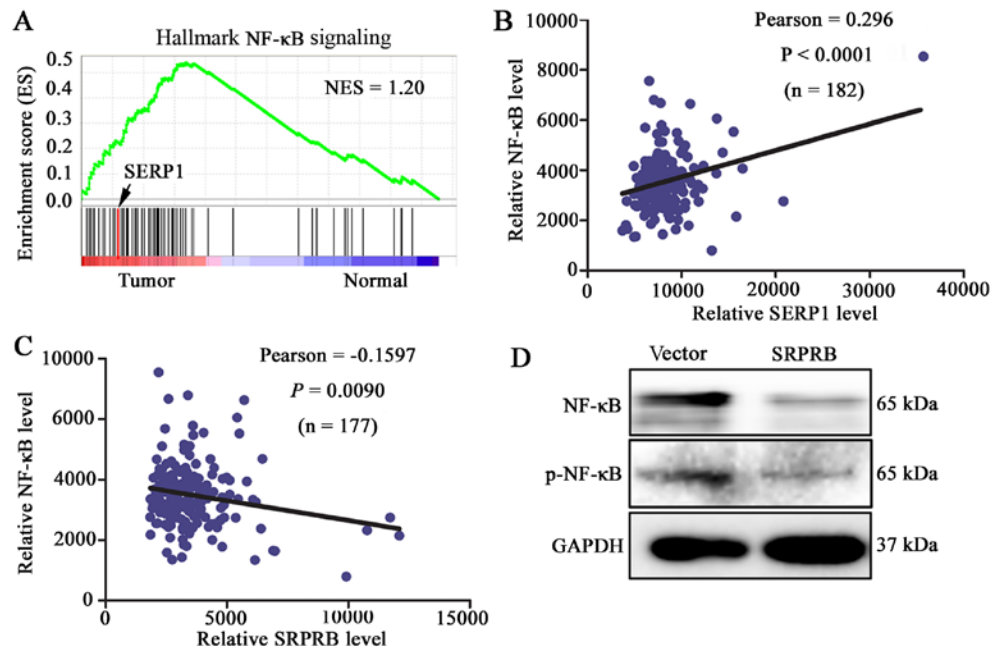 A
Hallmark NF-κB signaling
Enrichment score (ES)
0.5
0.4
0.3
0.2
0.1
0.0
NES = 1.20
SERP1
Tumor
Normal
B
Relative NF-κB level
10000
8000
6000
4000
2000
0
Pearson = 0.296
P < 0.0001
(n = 182)
0
10000
20000
30000
40000
Relative SERP1 level
C
Relative NF-κB level
10000
8000
6000
4000
2000
0
Pearson = -0.1597
P = 0.0090
(n = 177)
0
5000
10000
15000
Relative SRPRB level
D
Vector SRPRB
NF-κB 65 kDa
p-NF-κB 65 kDa
GAPDH 37 kDa